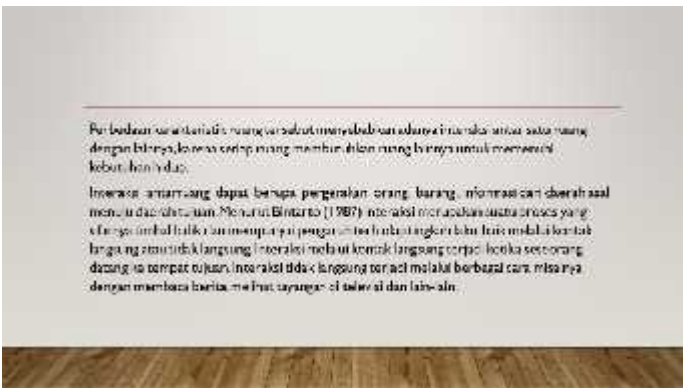 Perbedaan karakteristik ruang tersebut menyebabkan adanya interaksi antar satu ruang
dengan lainnya, karena setiap ruang membutuhkan ruang lainnya untuk memenuhi
kebutuhan hidup.
Interaksi antarruang dapat berupa pergerakan orang, barang, informasi dari daerah asal
menuju daerah tujuan. Menurut Bintarto (1987) interaksi merupakan suatu proses yang
sifatnya timbal balik dan mempunyai pengaruh terhadap tingkah laku, baik melalui kontak
langsung atau tidak langsung. Interaksi melalui kontak langsung terjadi ketika seseorang
datang ke tempat tujuan. Interaksi tidak langsung terjadi melalui berbagai cara misalnya
dengan membaca berita, melihat tayangan di televisi dan lain-lain.